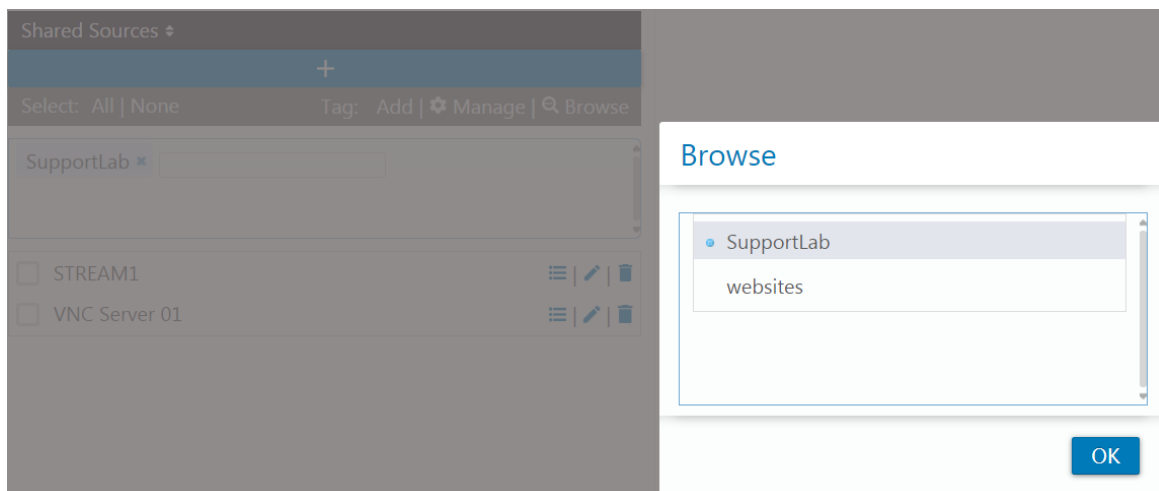 Shared Sources
+
Select: All | None Tag: Add | Manage | Browse
SupportLab ×
STREAM1
VNC Server 01
Browse
SupportLab
websites
OK